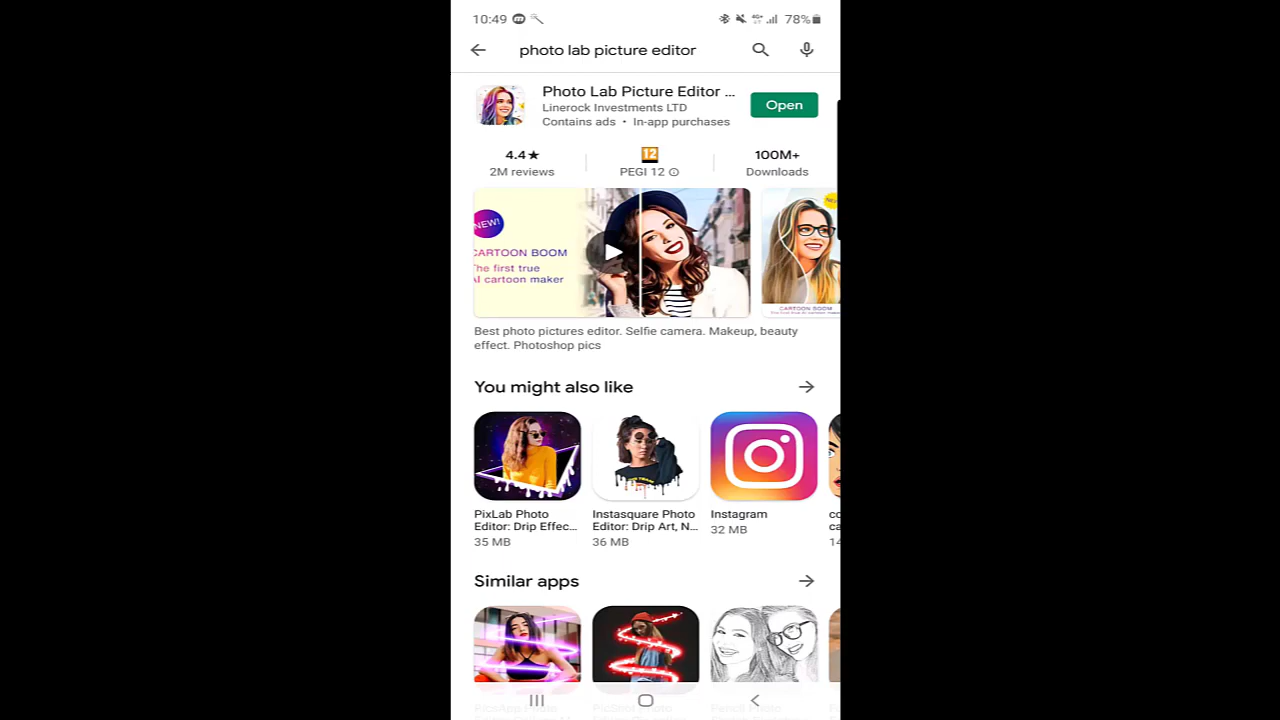 10:49 78%
photo lab picture editor
Photo Lab Picture Editor ...
Linerock Investments LTD
Contains ads • In-app purchases
Open
4.4★
2M reviews
12
PEGI 12
100M+
Downloads
NEW!
CARTOON BOOM
The first true
AI cartoon maker
CARTOON BOOM
Best photo pictures editor. Selfie camera. Makeup, beauty
effect. Photoshop pics
You might also like
PixLab Photo
Editor: Drip Effec...
35 MB
Instasquare Photo
Editor: Drip Art, N...
36 MB
Instagram
32 MB
Similar apps